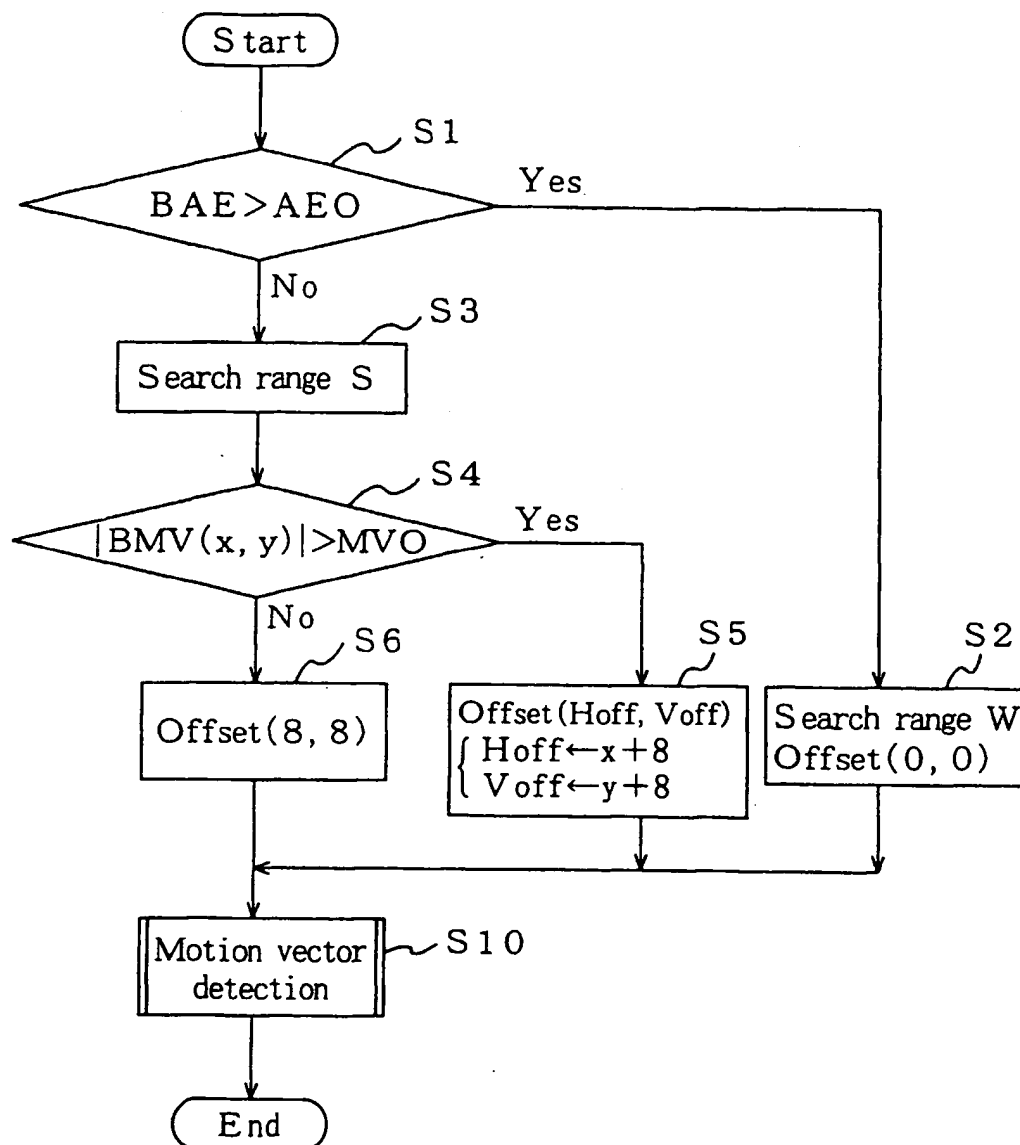 Start
S1
BAE>AEO
Yes
No
S3
Search range S
S4
|BMV(x, y)|>MVO
Yes
No
S6
Offset(8, 8)
S5
Offset(Hoff, Voff)
{ Hoff←x+8
Voff←y+8
S2
Search range W
Offset(0, 0)
Motion vector
detection
S10
End